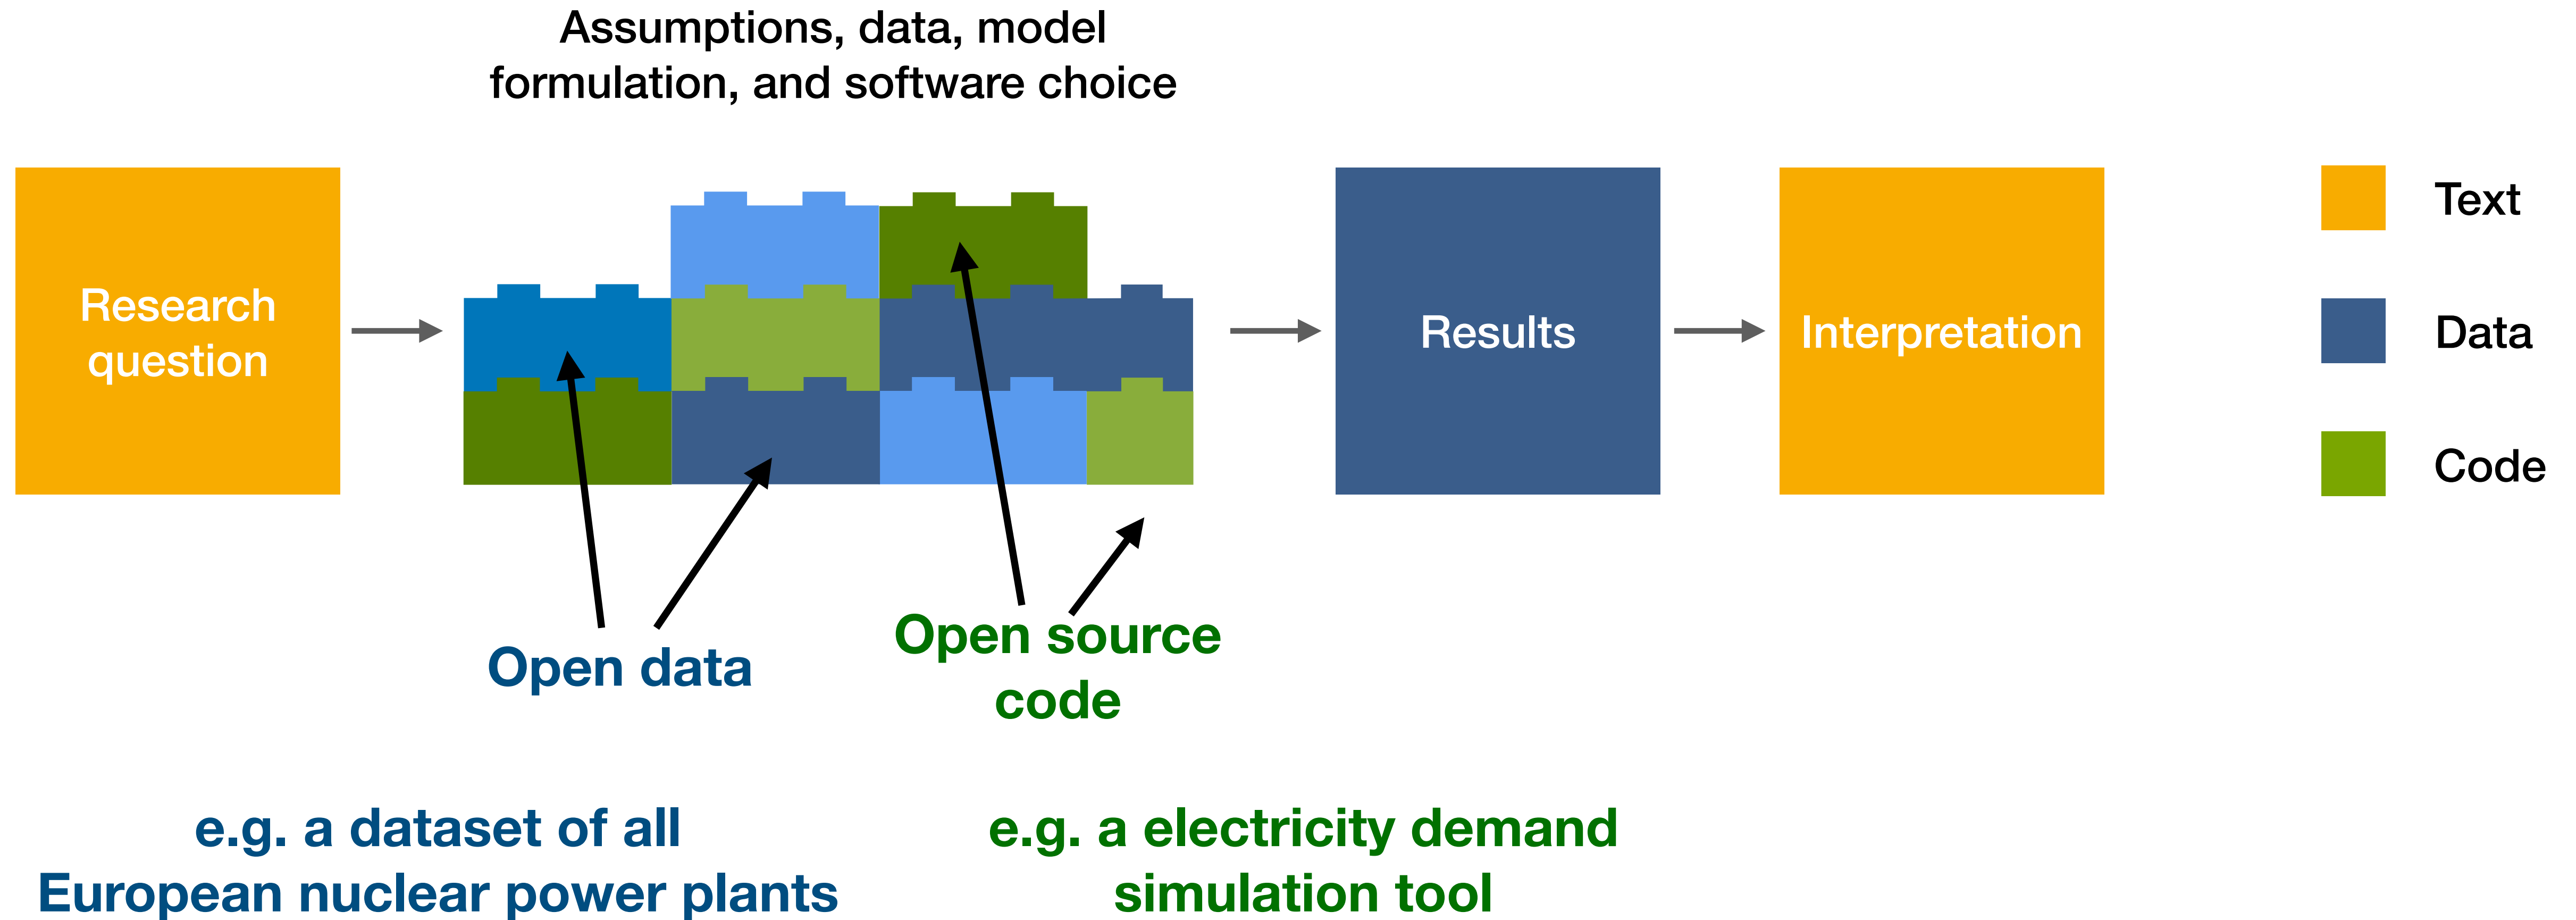 Assumptions, data, model
formulation, and software choice
Research
question
Results
Interpretation
Text
Data
Code
Open data
Open source
code
e.g. a dataset of all
European nuclear power plants
e.g. a electricity demand
simulation tool